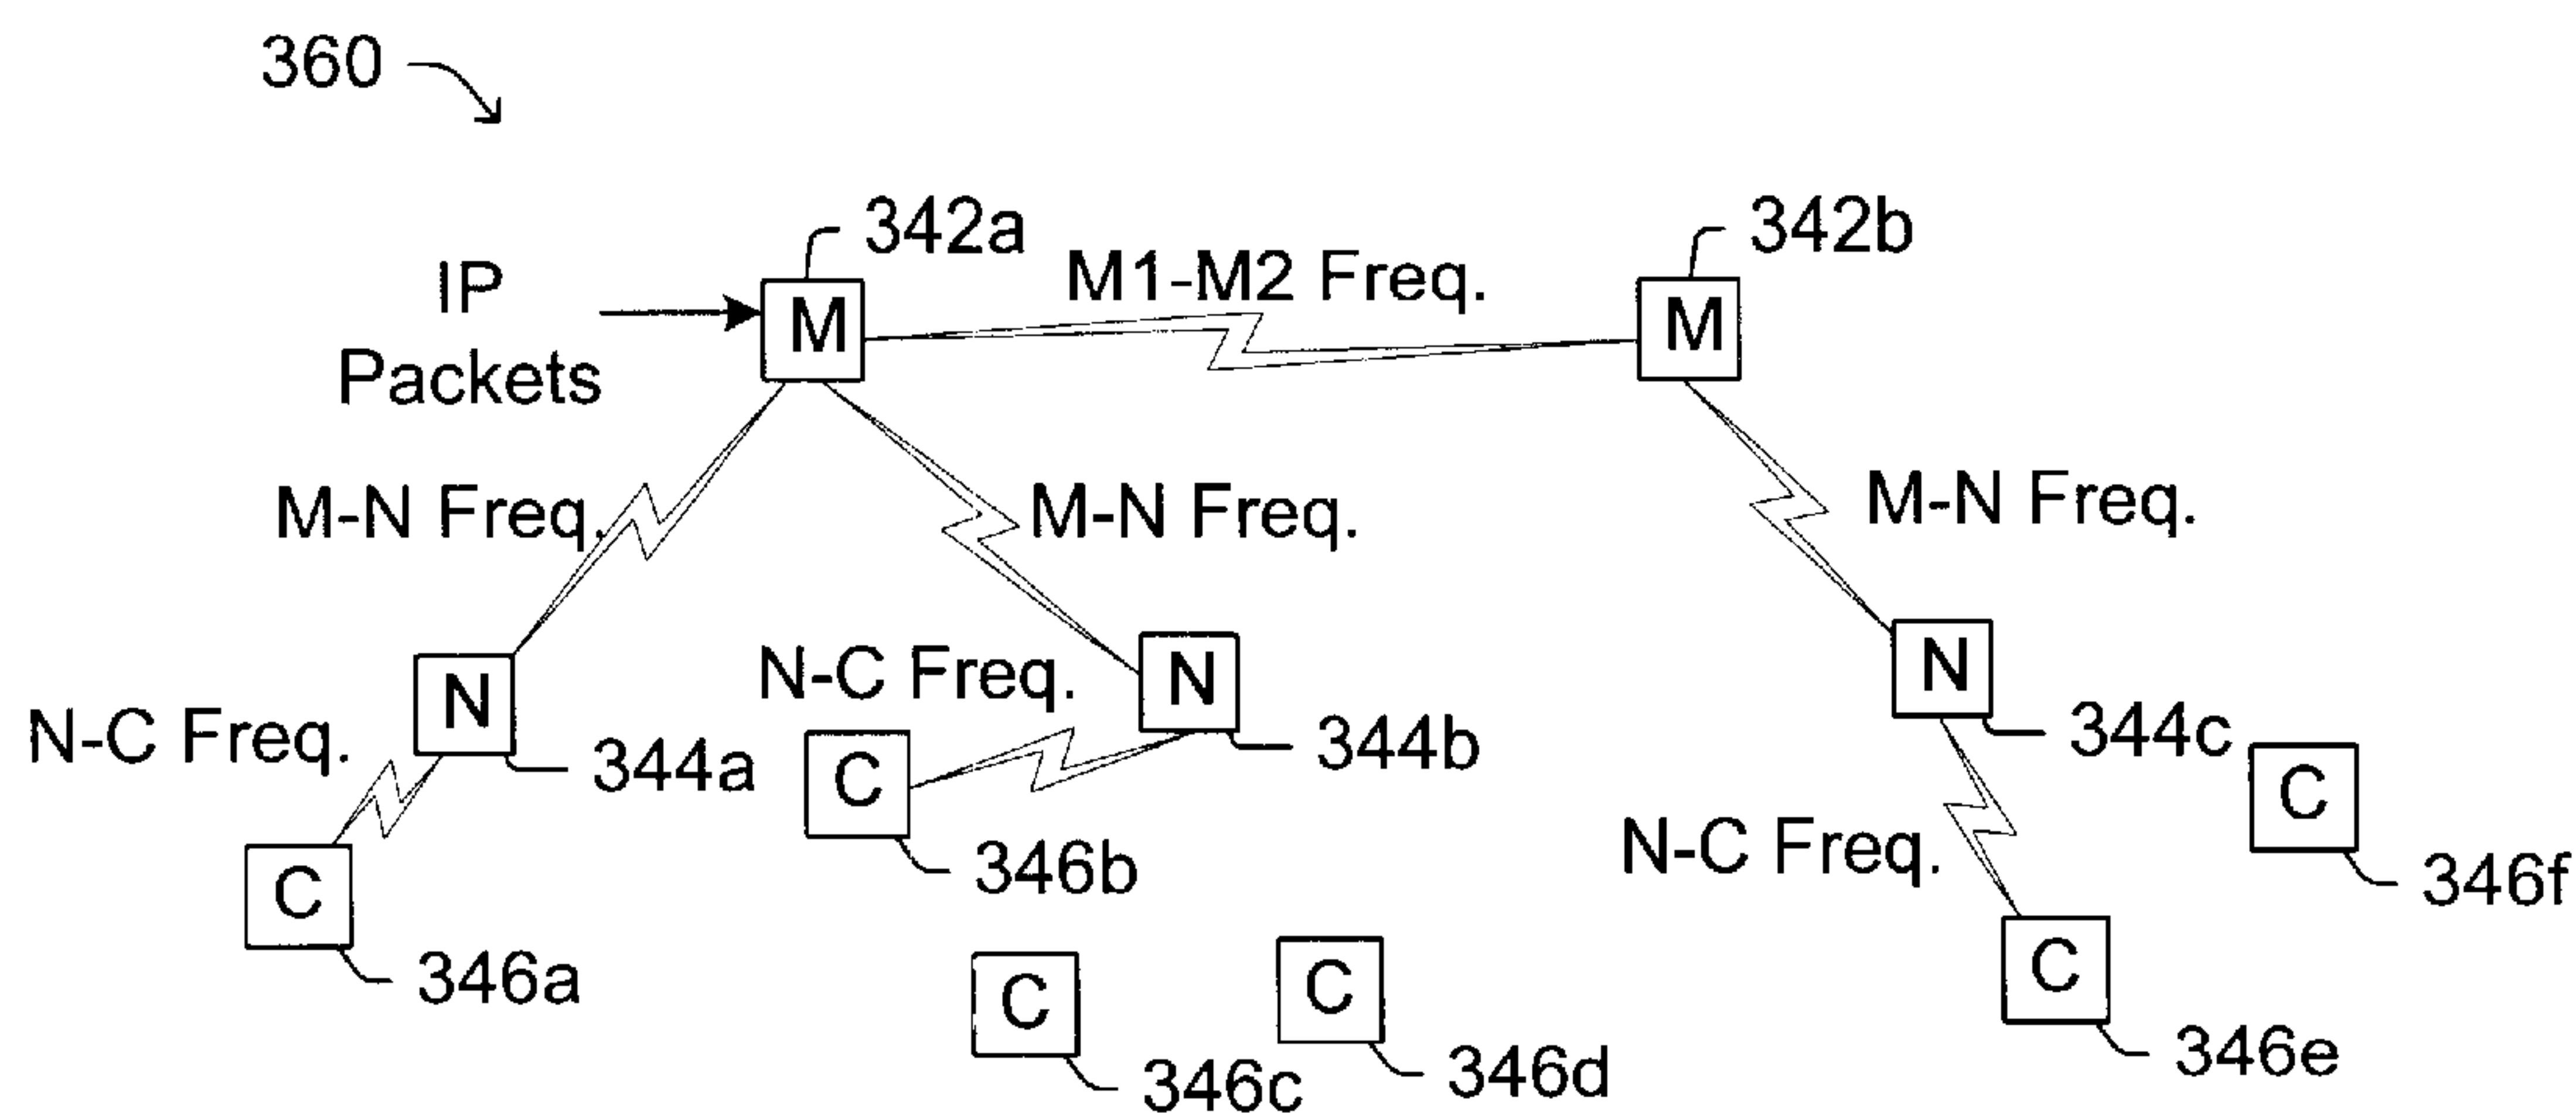 360
342a
342b
IP
Packets
M
M1-M2 Freq.
M
M-N Freq.
M-N Freq.
M-N Freq.
N-C Freq.
N
344a
N-C Freq.
N
344b
N
344c
C
346a
C
346b
N-C Freq.
C
346f
C
346c
C
346d
C
346e